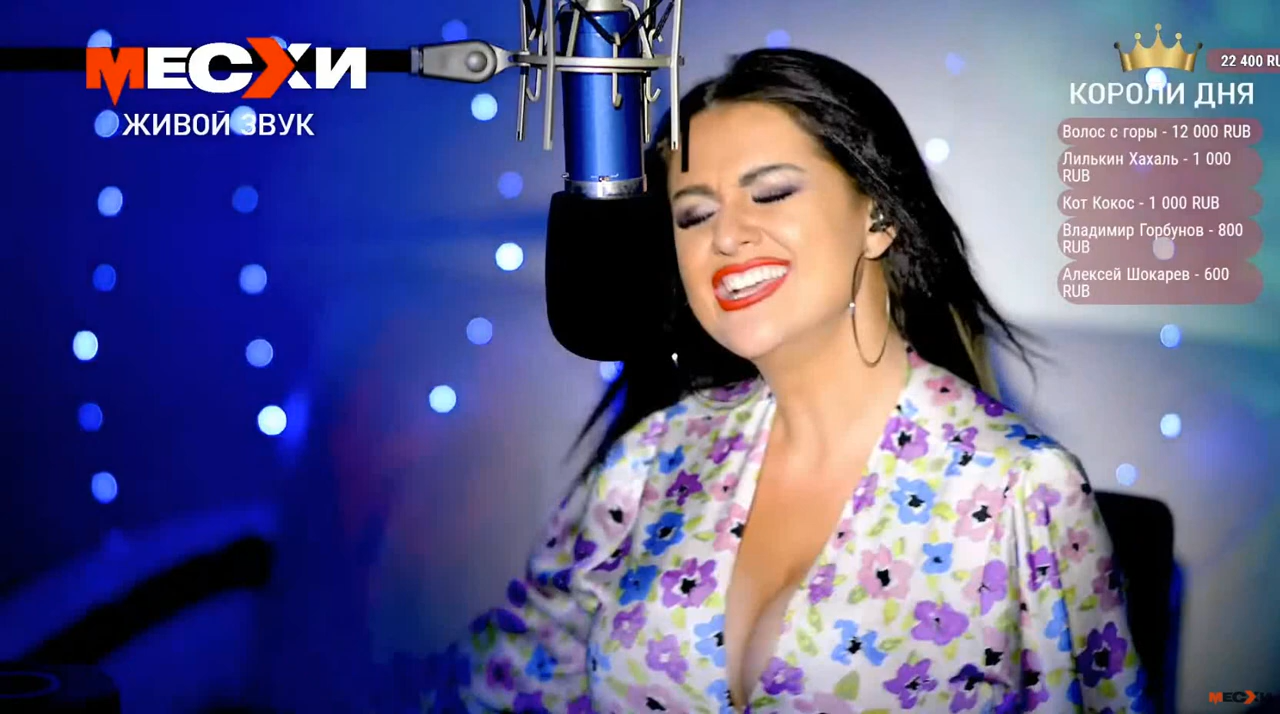 МЕСХИ
ЖИВОЙ ЗВУК
22 400 RU
КОРОЛИ ДНЯ
Волос с горы - 12 000 RUB
Лилькин Хахаль - 1 000
RUB
Кот Кокос - 1 000 RUB
Владимир Горбунов - 800
RUB
Алексей Шокарев - 600
RUB
МЕСХИ